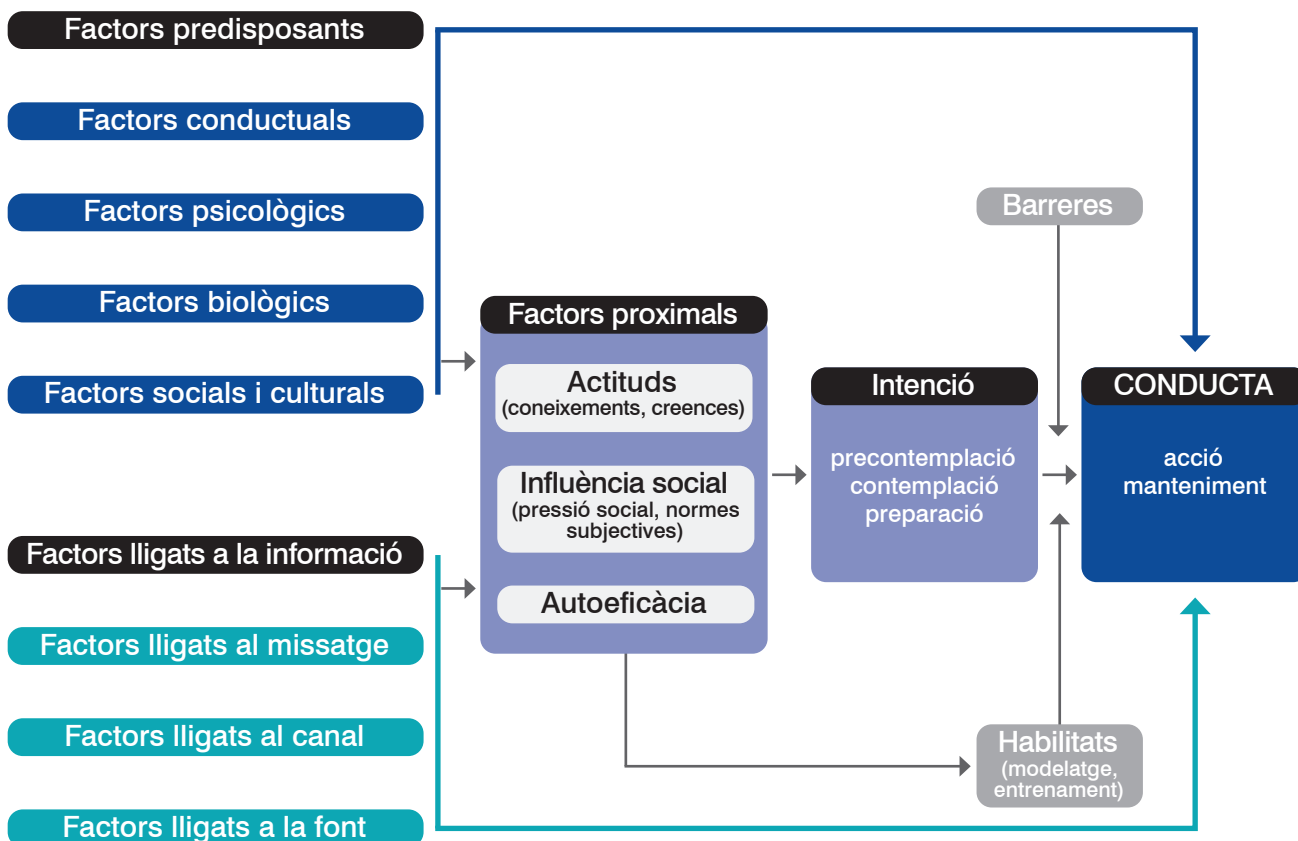 Factors predisposants
Factors conductuals
Factors psicològics
Factors biològics
Factors socials i culturals
Factors lligats a la informació
Factors lligats al missatge
Factors lligats al canal
Factors lligats a la font
Factors proximals
Actituds
(coneixements, creences)
Influència social
(pressió social, normes
subjectives)
Autoeficàcia
Intenció
precontemplació
contemplació
preparació
Barreres
Habilitats
(modelatge,
entrenament)
CONDUCTA
acció
manteniment